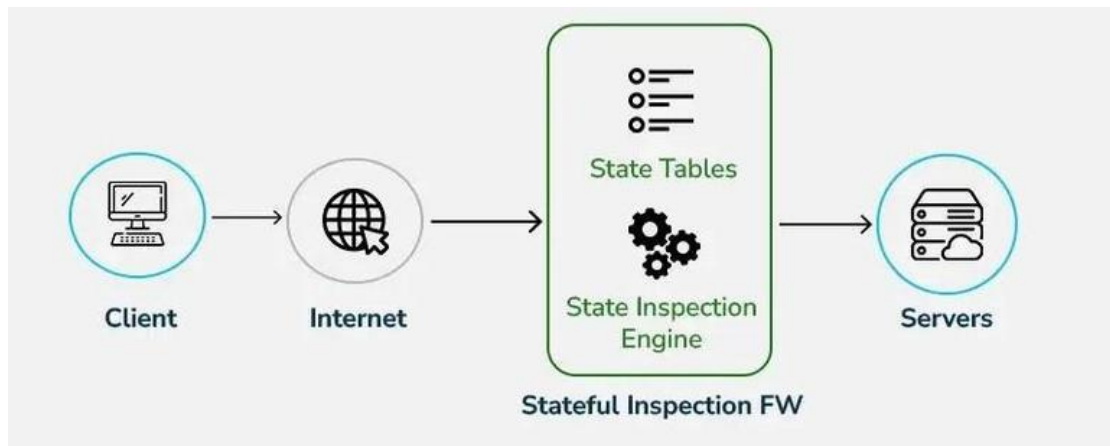 State Tables
State Inspection
Engine
Client
Internet
Servers
Stateful Inspection FW